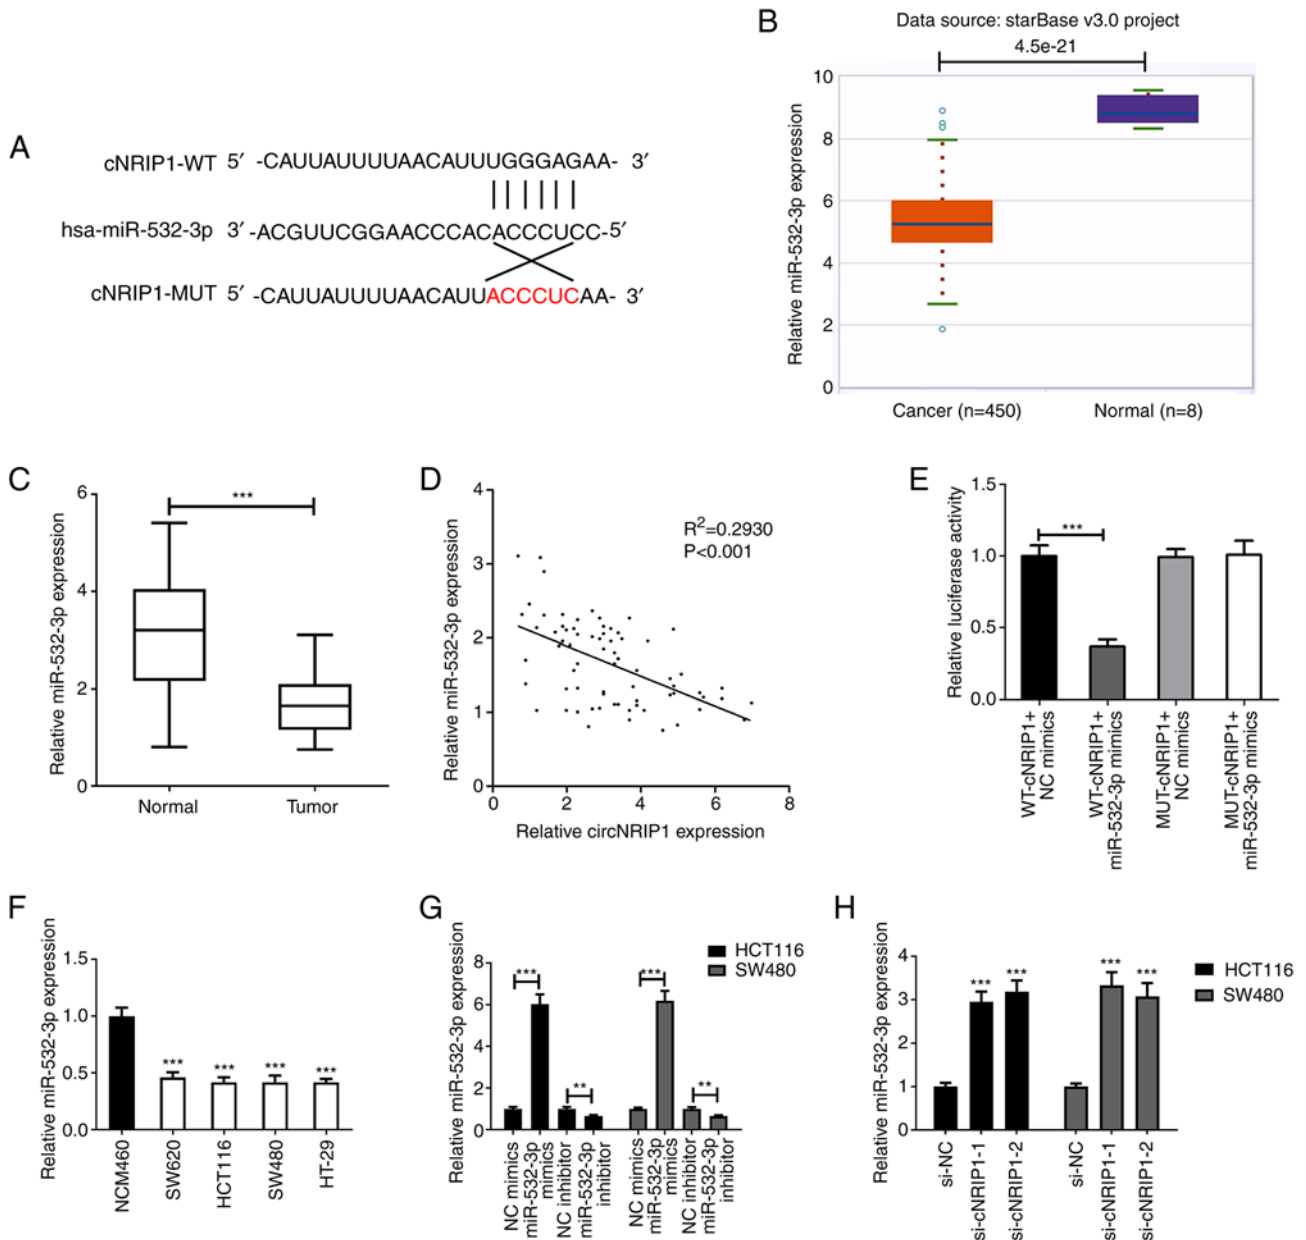 A
cNRIP1-WT 5′ -CAUUAUUUUAACAUUUGGGAGAA- 3′
hsa-miR-532-3p 3′ -ACGUUCGGAACCCACACCCUCC-5′
cNRIP1-MUT 5′ -CAUUAUUUUAACAUUACCCUCAA- 3′
B
Data source: starBase v3.0 project
4.5e-21
Relative miR-532-3p expression
10
8
6
4
2
0
Cancer (n=450)
Normal (n=8)
C
Relative miR-532-3p expression
6
4
2
0
***
Normal
Tumor
D
Relative miR-532-3p expression
4
3
2
1
0
R²=0.2930
P<0.001
0 2 4 6 8
Relative circNRIP1 expression
E
Relative luciferase activity
1.5
1.0
0.5
0.0
***
WT-cNRIP1+
NC mimics
WT-cNRIP1+
miR-532-3p mimics
MUT-cNRIP1+
NC mimics
MUT-cNRIP1+
miR-532-3p mimics
F
Relative miR-532-3p expression
1.5
1.0
0.5
0.0
*** *** *** ***
NCM460
SW620
HCT116
SW480
HT-29
G
Relative miR-532-3p expression
8
6
4
2
0
HCT116
SW480
*** ** *** **
NC mimics
miR-532-3p
mimics
NC inhibitor
miR-532-3p
inhibitor
NC mimics
miR-532-3p
mimics
NC inhibitor
miR-532-3p
inhibitor
H
Relative miR-532-3p expression
4
3
2
1
0
HCT116
SW480
*** *** *** ***
si-NC
si-cNRIP1-1
si-cNRIP1-2
si-NC
si-cNRIP1-1
si-cNRIP1-2